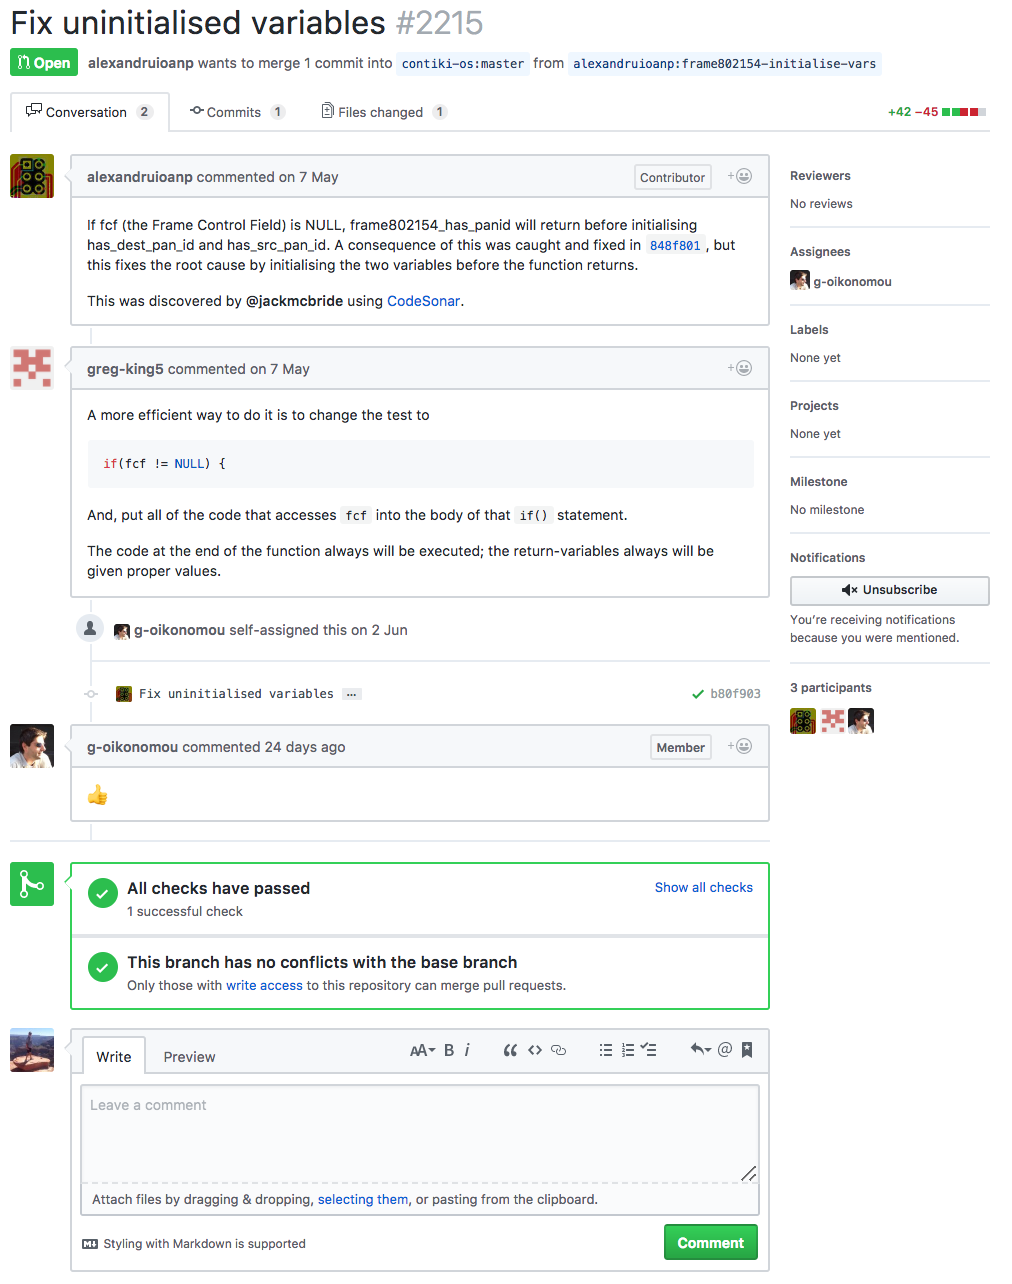 Fix uninitialised variables #2215
Open alexandruioanp wants to merge 1 commit into contiki-os:master from alexandruioanp:frame802154-initialise-vars
Conversation 2 Commits 1 Files changed 1 +42 −45
alexandruioanp commented on 7 May Contributor +
If fcf (the Frame Control Field) is NULL, frame802154_has_panid will return before initialising
has_dest_pan_id and has_src_pan_id. A consequence of this was caught and fixed in 848f801 , but
this fixes the root cause by initialising the two variables before the function returns.
This was discovered by @jackmcbride using CodeSonar.
greg-king5 commented on 7 May +
A more efficient way to do it is to change the test to
if(fcf != NULL) {
And, put all of the code that accesses fcf into the body of that if() statement.
The code at the end of the function always will be executed; the return-variables always will be
given proper values.
g-oikonomou self-assigned this on 2 Jun
Fix uninitialised variables … b80f903
g-oikonomou commented 24 days ago Member +
👍
All checks have passed Show all checks
1 successful check
This branch has no conflicts with the base branch
Only those with write access to this repository can merge pull requests.
Write Preview AA B i “ <> @
Leave a comment
Attach files by dragging & dropping, selecting them, or pasting from the clipboard.
Styling with Markdown is supported Comment
Reviewers
No reviews
Assignees
g-oikonomou
Labels
None yet
Projects
None yet
Milestone
No milestone
Notifications
Unsubscribe
You’re receiving notifications
because you were mentioned.
3 participants